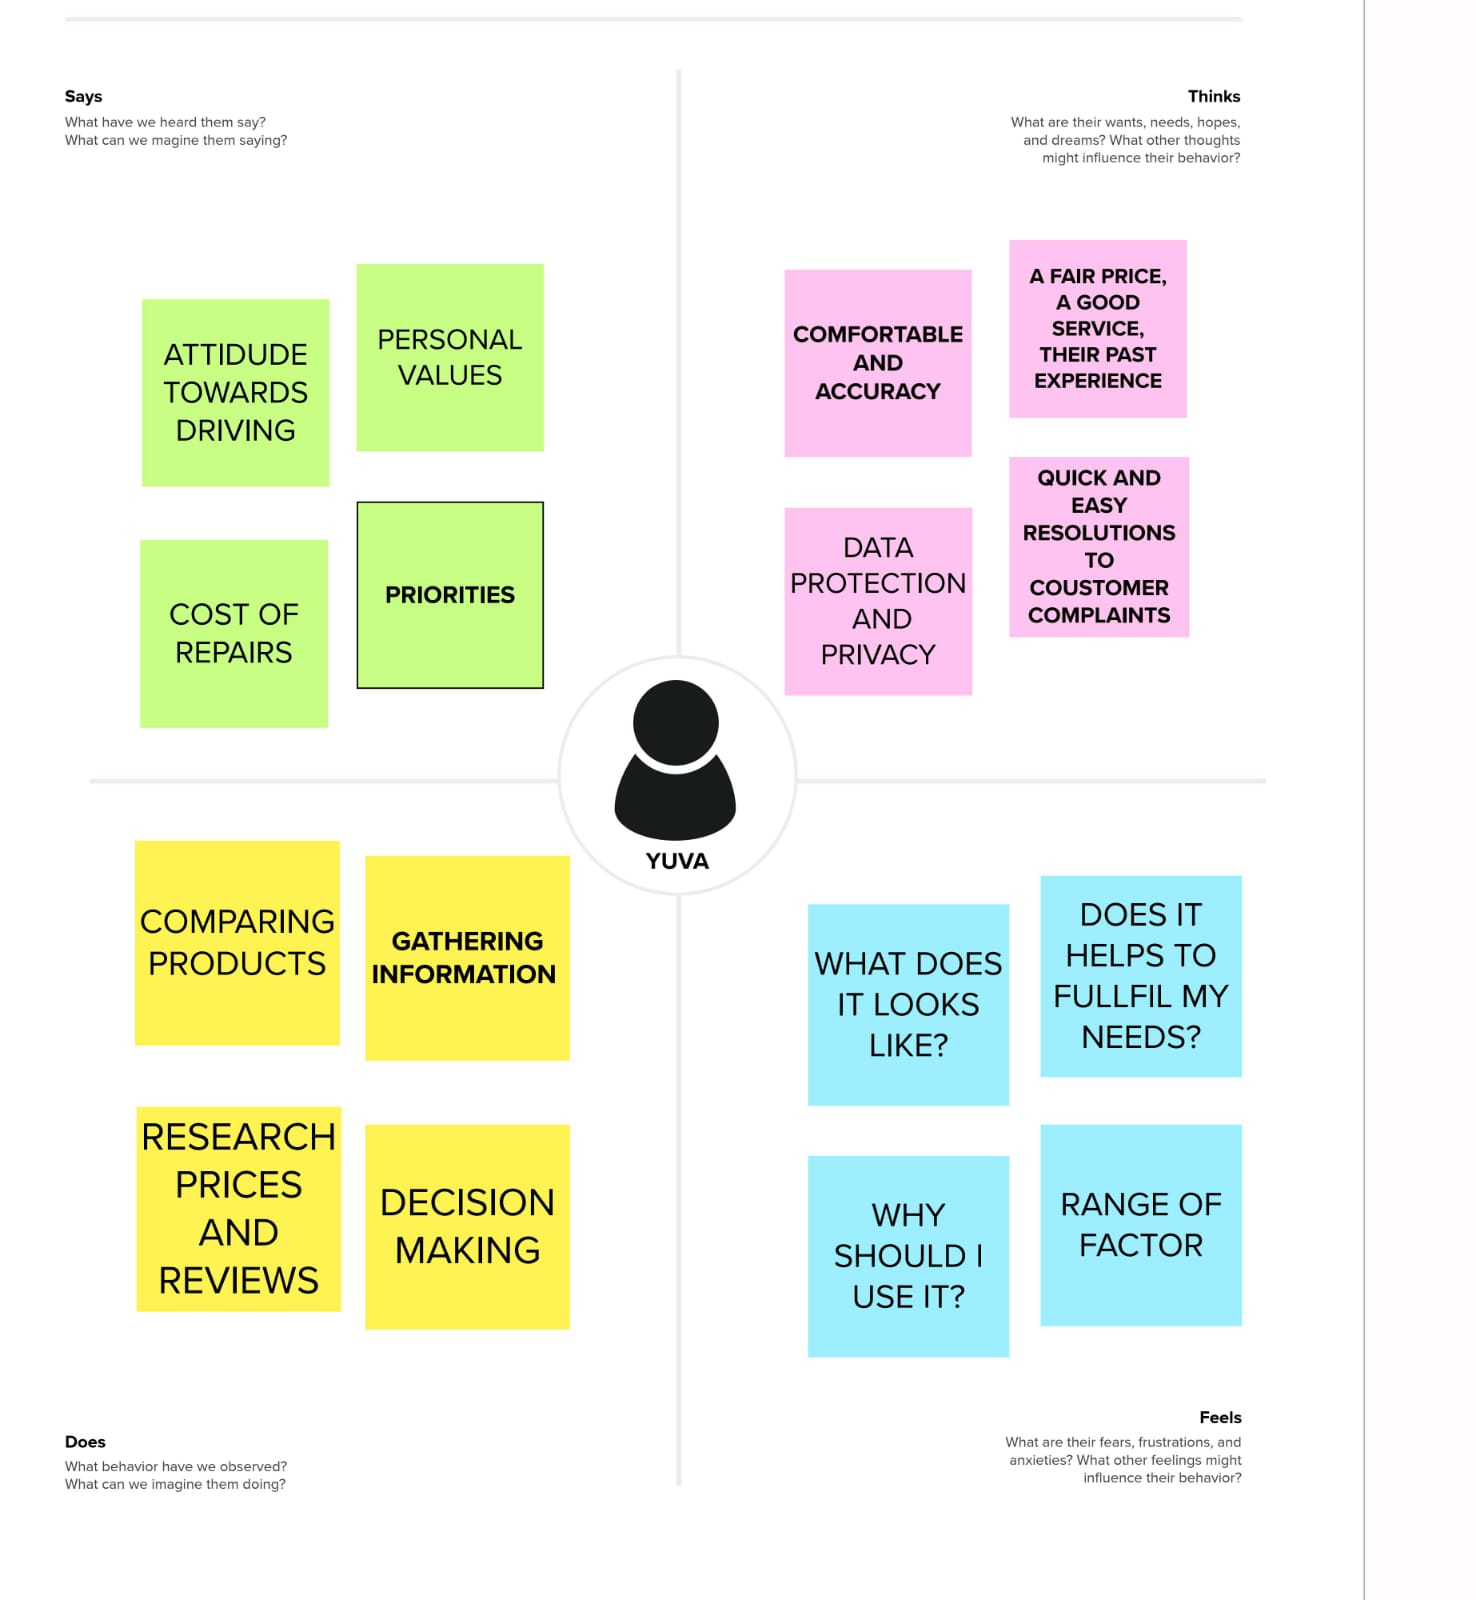 Says
What have we heard them say?
What can we magine them saying?
Thinks
What are their wants, needs, hopes,
and dreams? What other thoughts
might influence their behavior?
ATTIDUDE
TOWARDS
DRIVING
PERSONAL
VALUES
COST OF
REPAIRS
PRIORITIES
COMFORTABLE
AND
ACCURACY
A FAIR PRICE,
A GOOD
SERVICE,
THEIR PAST
EXPERIENCE
DATA
PROTECTION
AND
PRIVACY
QUICK AND
EASY
RESOLUTIONS
TO
COUSTOMER
COMPLAINTS
YUVA
COMPARING
PRODUCTS
GATHERING
INFORMATION
RESEARCH
PRICES
AND
REVIEWS
DECISION
MAKING
WHAT DOES
IT LOOKS
LIKE?
DOES IT
HELPS TO
FULLFIL MY
NEEDS?
WHY
SHOULD I
USE IT?
RANGE OF
FACTOR
Does
What behavior have we observed?
What can we imagine them doing?
Feels
What are their fears, frustrations, and
anxieties? What other feelings might
influence their behavior?